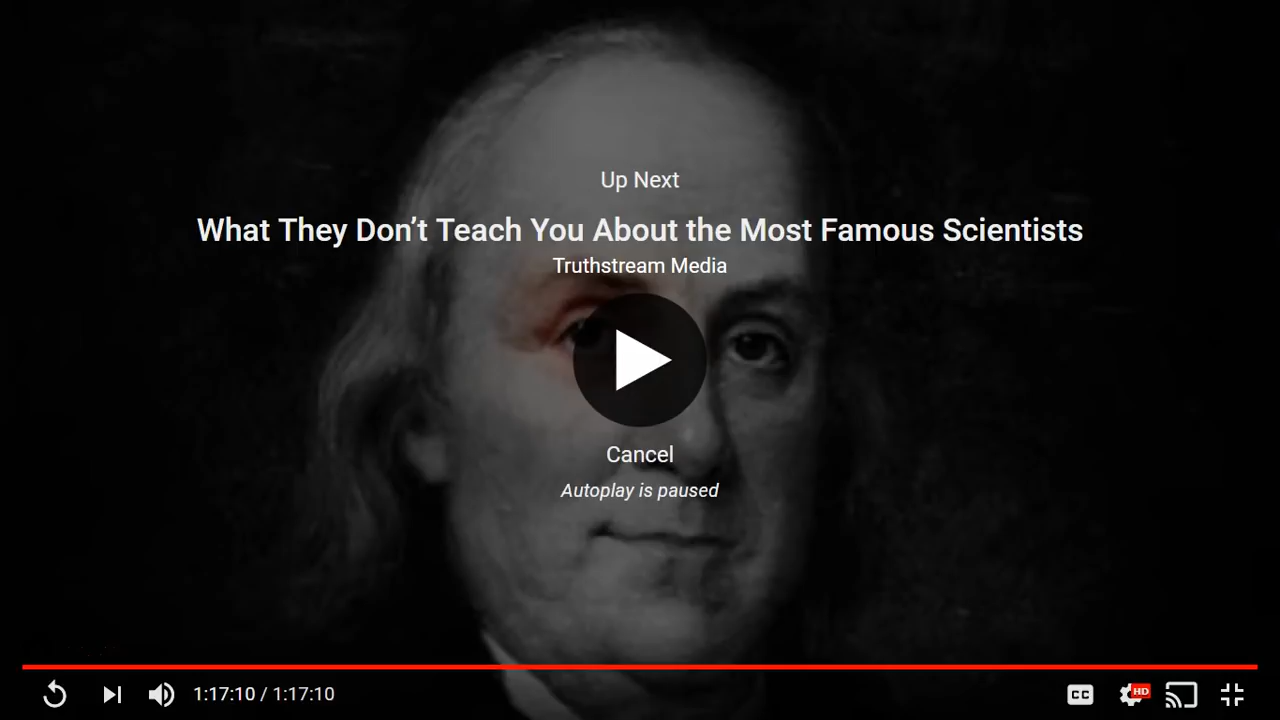 Up Next
What They Don’t Teach You About the Most Famous Scientists
Truthstream Media
Cancel
Autoplay is paused
1:17:10 / 1:17:10
CC
HD